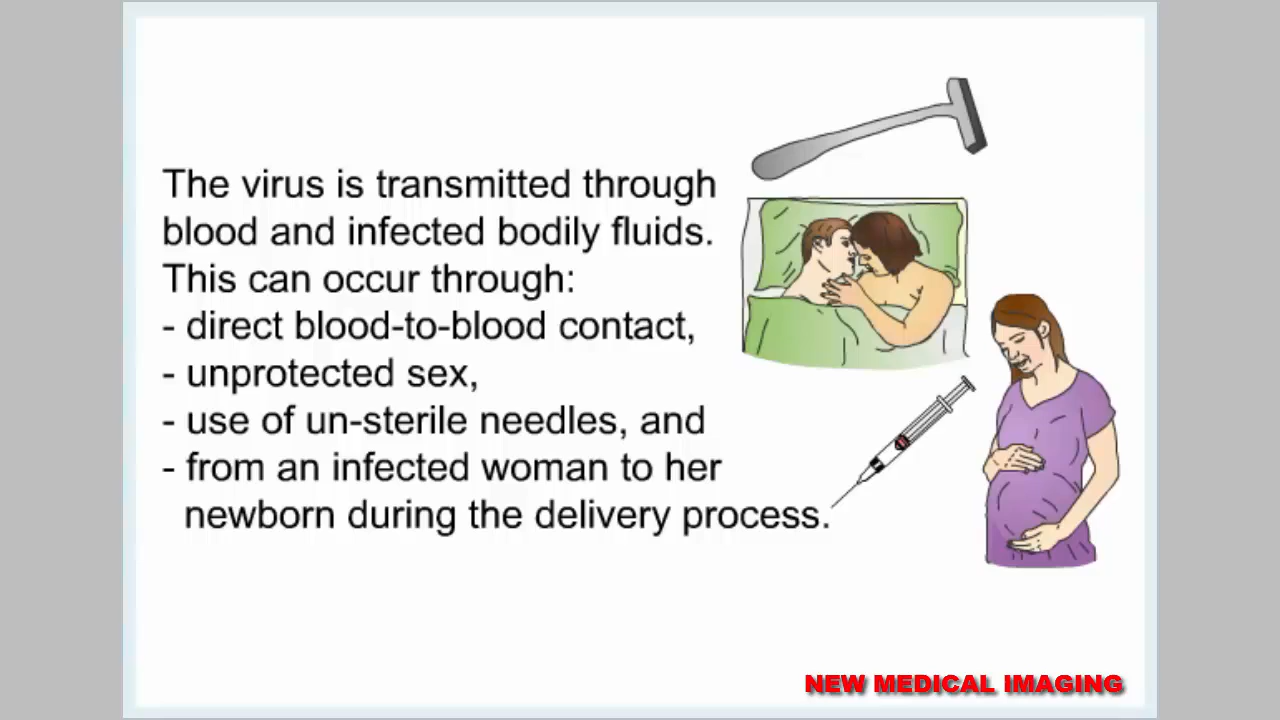 The virus is transmitted through
blood and infected bodily fluids.
This can occur through:
- direct blood-to-blood contact,
- unprotected sex,
- use of un-sterile needles, and
- from an infected woman to her
newborn during the delivery process.
NEW MEDICAL IMAGING